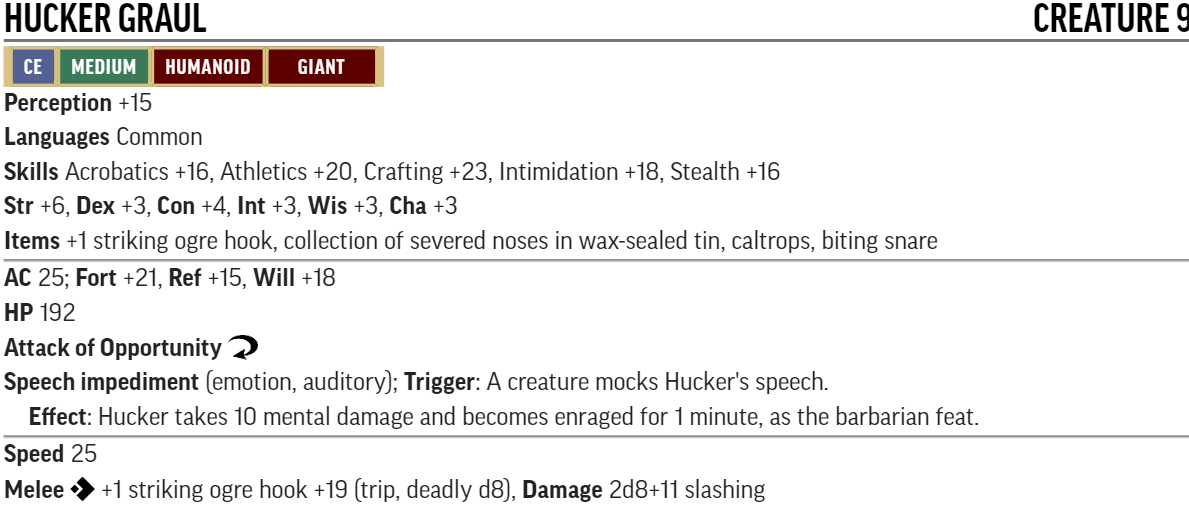 HUCKER GRAUL CREATURE 9
CE MEDIUM HUMANOID GIANT
Perception +15
Languages Common
Skills Acrobatics +16, Athletics +20, Crafting +23, Intimidation +18, Stealth +16
Str +6, Dex +3, Con +4, Int +3, Wis +3, Cha +3
Items +1 striking ogre hook, collection of severed noses in wax-sealed tin, caltrops, biting snare
AC 25; Fort +21, Ref +15, Will +18
HP 192
Attack of Opportunity
Speech impediment (emotion, auditory); Trigger: A creature mocks Hucker's speech.
Effect: Hucker takes 10 mental damage and becomes enraged for 1 minute, as the barbarian feat.
Speed 25
Melee +1 striking ogre hook +19 (trip, deadly d8), Damage 2d8+11 slashing